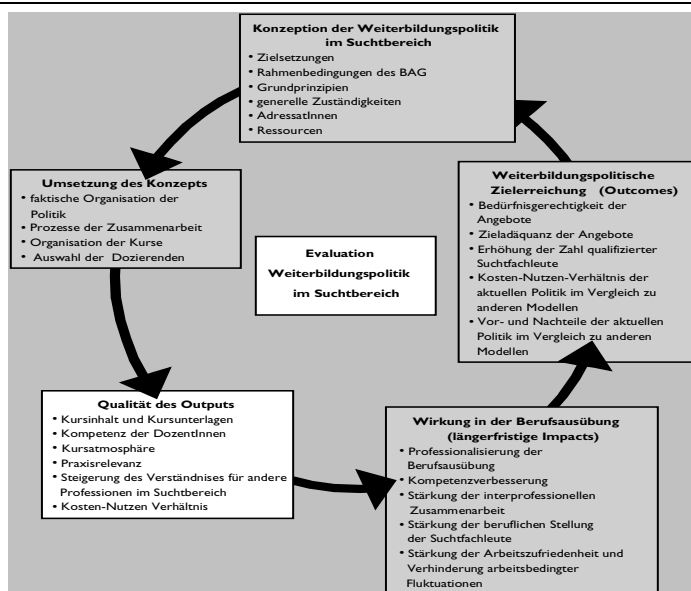 Konzeption der Weiterbildungspolitik
im Suchtbereich
• Zielsetzungen
• Rahmenbedingungen des BAG
• Grundprinzipien
• generelle Zuständigkeiten
• AdressatInnen
• Ressourcen
Umsetzung des Konzepts
• faktische Organisation der
Politik
• Prozesse der Zusammenarbeit
• Organisation der Kurse
• Auswahl der Dozierenden
Weiterbildungspolitische
Zielerreichung (Outcomes)
• Bedürfnisgerechtigkeit der
Angebote
• Zieladäquanz der Angebote
• Erhöhung der Zahl qualifizierter
Suchtfachleute
• Kosten-Nutzen-Verhältnis der
aktuellen Politik im Vergleich zu
anderen Modellen
• Vor- und Nachteile der aktuellen
Politik im Vergleich zu anderen
Modellen
Evaluation
Weiterbildungspolitik
im Suchtbereich
Qualität des Outputs
• Kursinhalt und Kursunterlagen
• Kompetenz der DozentInnen
• Kursatmosphäre
• Praxisrelevanz
• Steigerung des Verständnises für andere
Professionen im Suchtbereich
• Kosten-Nutzen Verhältnis
Wirkung in der Berufsausübung
(längerfristige Impacts)
• Professionalisierung der
Berufsausübung
• Kompetenzverbesserung
• Stärkung der interprofessionellen
Zusammenarbeit
• Stärkung der beruflichen Stellung
der Suchtfachleute
• Stärkung der Arbeitszufriedenheit und
Verhinderung arbeitsbedingter
Fluktuationen